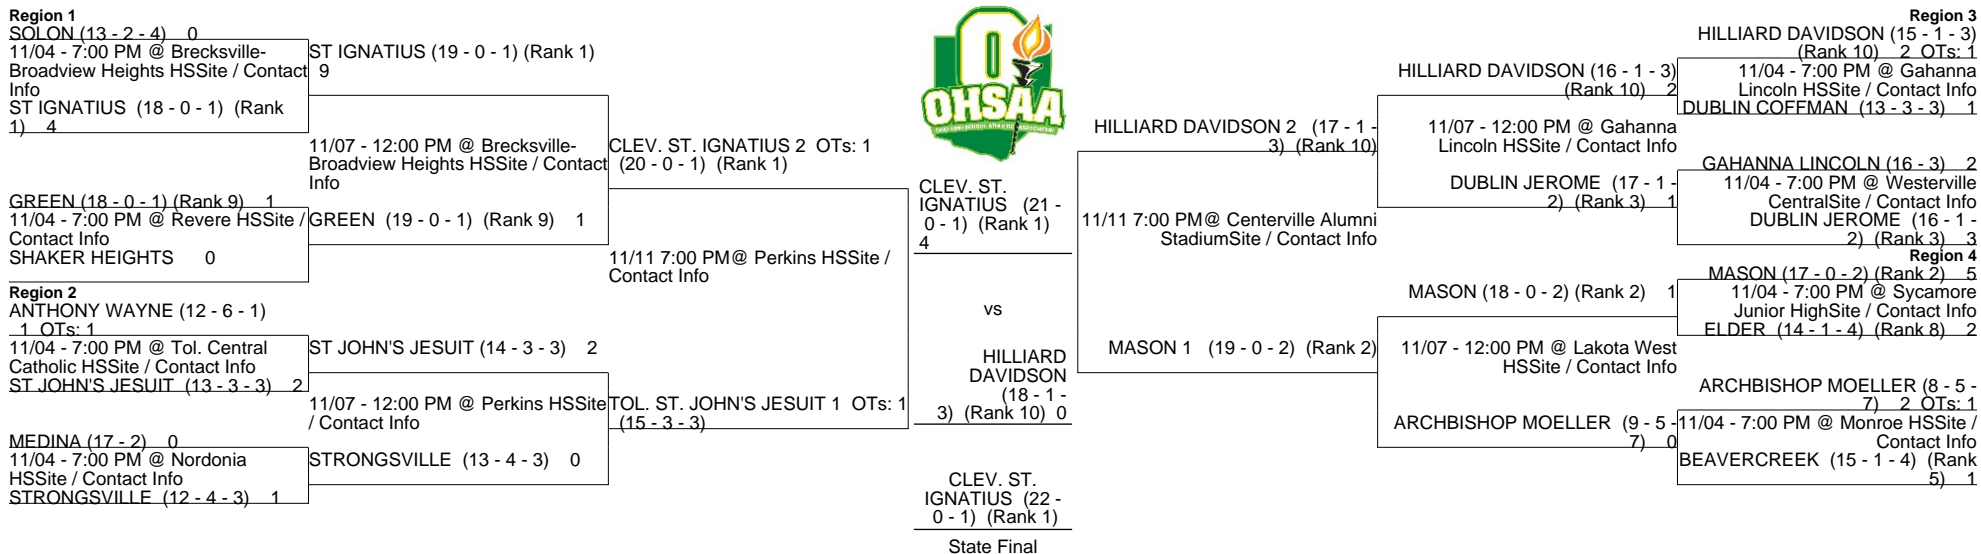 Region 1
SOLON (13 - 2 - 4) 0
11/04 - 7:00 PM @ Brecksville-
Broadview Heights HSSite / Contact
Info
ST IGNATIUS (18 - 0 - 1) (Rank
1) 4
GREEN (18 - 0 - 1) (Rank 9) 1
11/04 - 7:00 PM @ Revere HSSite /
Contact Info
SHAKER HEIGHTS 0
Region 2
ANTHONY WAYNE (12 - 6 - 1)
1 OTs: 1
11/04 - 7:00 PM @ Tol. Central
Catholic HSSite / Contact Info
ST JOHN'S JESUIT (13 - 3 - 3) 2
MEDINA (17 - 2) 0
11/04 - 7:00 PM @ Nordonia
HSSite / Contact Info
STRONGSVILLE (12 - 4 - 3) 1
ST IGNATIUS (19 - 0 - 1) (Rank 1)
9
11/07 - 12:00 PM @ Brecksville-
Broadview Heights HSSite / Contact
Info
GREEN (19 - 0 - 1) (Rank 9) 1
ST JOHN'S JESUIT (14 - 3 - 3) 2
11/07 - 12:00 PM @ Perkins HSSite
/ Contact Info
STRONGSVILLE (13 - 4 - 3) 0
CLEV. ST. IGNATIUS 2 OTs: 1
(20 - 0 - 1) (Rank 1)
11/11 7:00 PM@ Perkins HSSite /
Contact Info
TOL. ST. JOHN'S JESUIT 1 OTs: 1
(15 - 3 - 3)
O
OHSAA
OHIO HIGH SCHOOL ATHLETIC ASSOCIATION
CLEV. ST.
IGNATIUS (21 -
0 - 1) (Rank 1)
4
vs
HILLIARD
DAVIDSON
(18 - 1 -
3) (Rank 10) 0
CLEV. ST.
IGNATIUS (22 -
0 - 1) (Rank 1)
State Final
HILLIARD DAVIDSON 2 (17 - 1 -
3) (Rank 10)
11/11 7:00 PM@ Centerville Alumni
StadiumSite / Contact Info
MASON 1 (19 - 0 - 2) (Rank 2)
HILLIARD DAVIDSON (16 - 1 - 3)
(Rank 10) 2
11/07 - 12:00 PM @ Gahanna
Lincoln HSSite / Contact Info
DUBLIN JEROME (17 - 1 -
2) (Rank 3) 1
MASON (18 - 0 - 2) (Rank 2) 1
11/07 - 12:00 PM @ Lakota West
HSSite / Contact Info
ARCHBISHOP MOELLER (9 - 5 -
7) 0
Region 3
HILLIARD DAVIDSON (15 - 1 - 3)
(Rank 10) 2 OTs: 1
11/04 - 7:00 PM @ Gahanna
Lincoln HSSite / Contact Info
DUBLIN COFFMAN (13 - 3 - 3) 1
GAHANNA LINCOLN (16 - 3) 2
11/04 - 7:00 PM @ Westerville
CentralSite / Contact Info
DUBLIN JEROME (16 - 1 -
2) (Rank 3) 3
Region 4
MASON (17 - 0 - 2) (Rank 2) 5
11/04 - 7:00 PM @ Sycamore
Junior HighSite / Contact Info
ELDER (14 - 1 - 4) (Rank 8) 2
ARCHBISHOP MOELLER (8 - 5 -
7) 2 OTs: 1
11/04 - 7:00 PM @ Monroe HSSite /
Contact Info
BEAVERCREEK (15 - 1 - 4) (Rank
5) 1